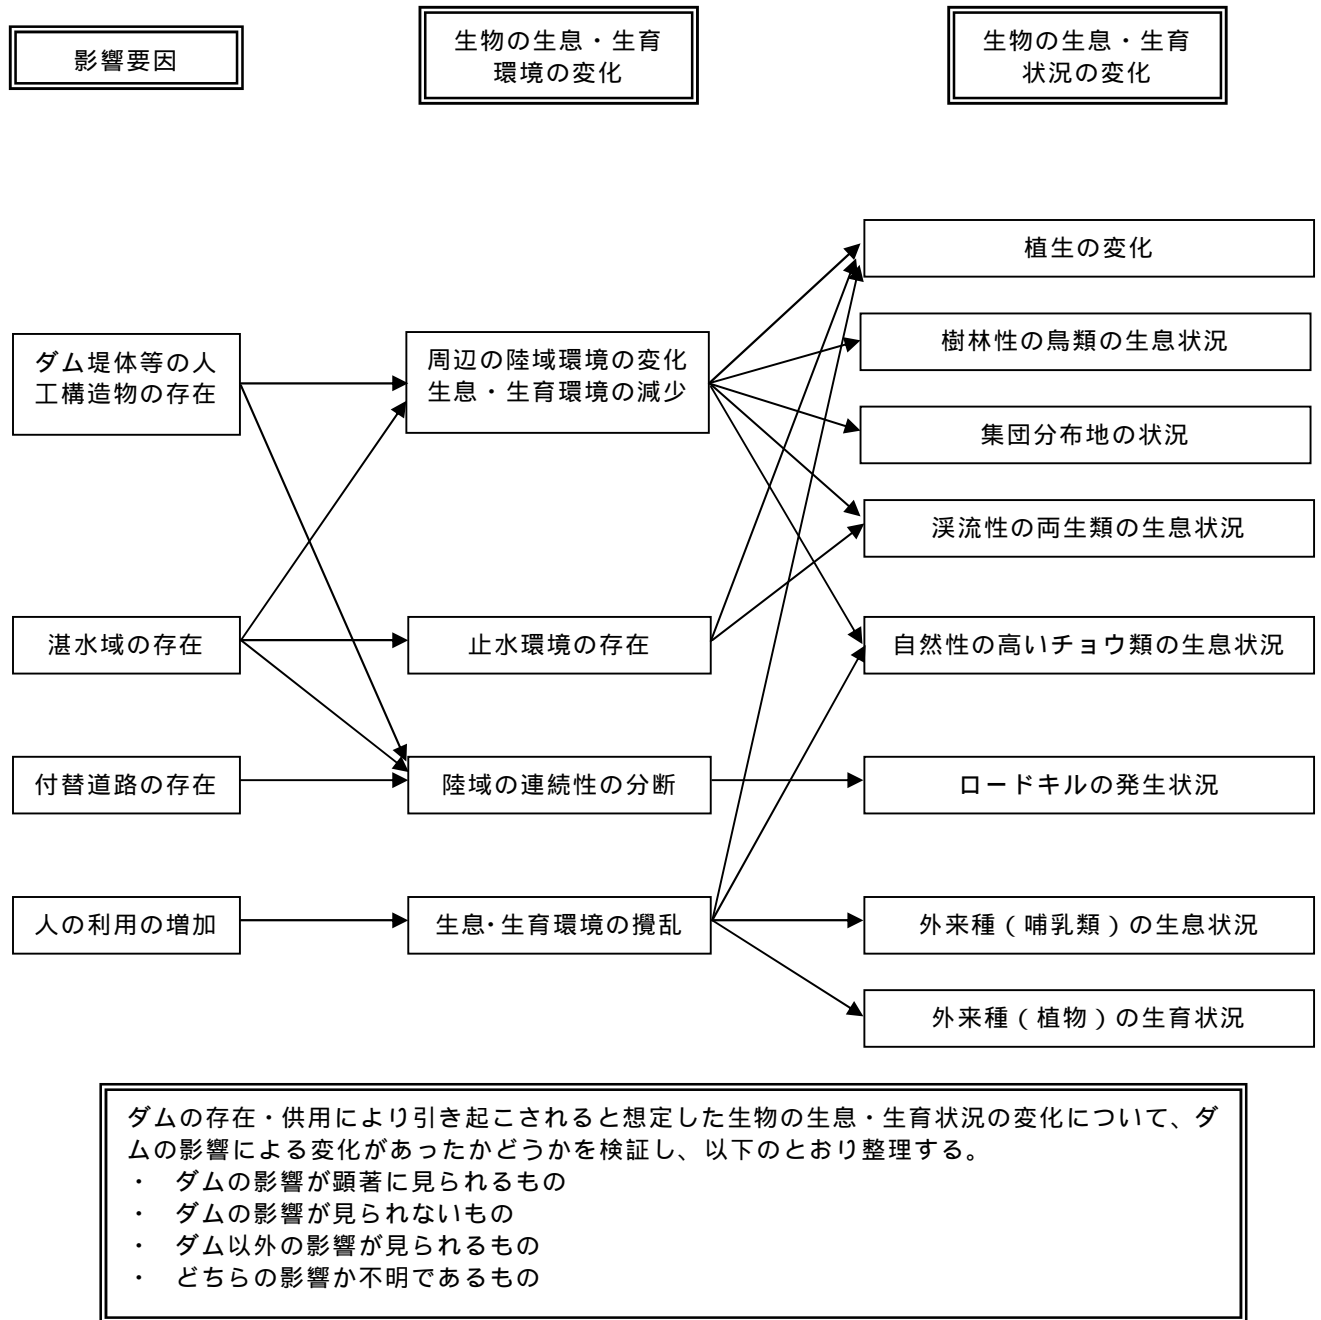 影響要因
生物の生息・生育
環境の変化
生物の生息・生育
状況の変化
植生の変化
樹林性の鳥類の生息状況
集団分布地の状況
渓流性の両生類の生息状況
自然性の高いチョウ類の生息状況
ロードキルの発生状況
外来種（哺乳類）の生息状況
外来種（植物）の生育状況
ダム堤体等の人
工構造物の存在
周辺の陸域環境の変化
生息・生育環境の減少
湛水域の存在
止水環境の存在
付替道路の存在
陸域の連続性の分断
人の利用の増加
生息・生育環境の攪乱
ダムの存在・供用により引き起こされると想定した生物の生息・生育状況の変化について、ダ
ムの影響による変化があったかどうかを検証し、以下のとおり整理する。
・　ダムの影響が顕著に見られるもの
・　ダムの影響が見られないもの
・　ダム以外の影響が見られるもの
・　どちらの影響か不明であるもの